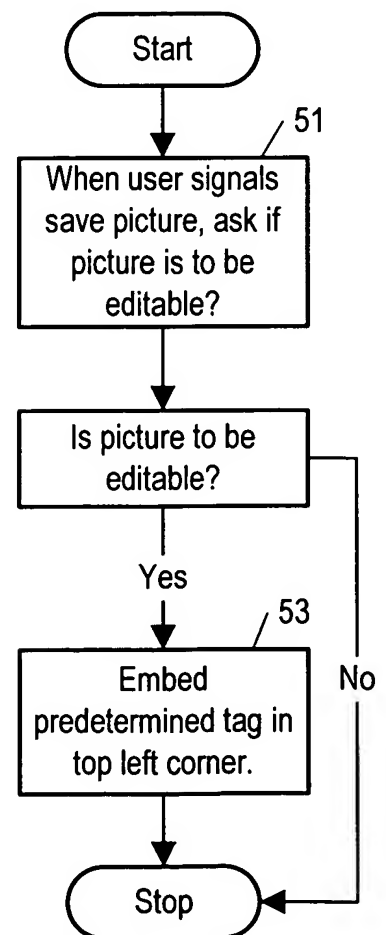 Start
51
When user signals
save picture, ask if
picture is to be
editable?
Is picture to be
editable?
Yes
53
Embed
predetermined tag in
top left corner.
No
Stop